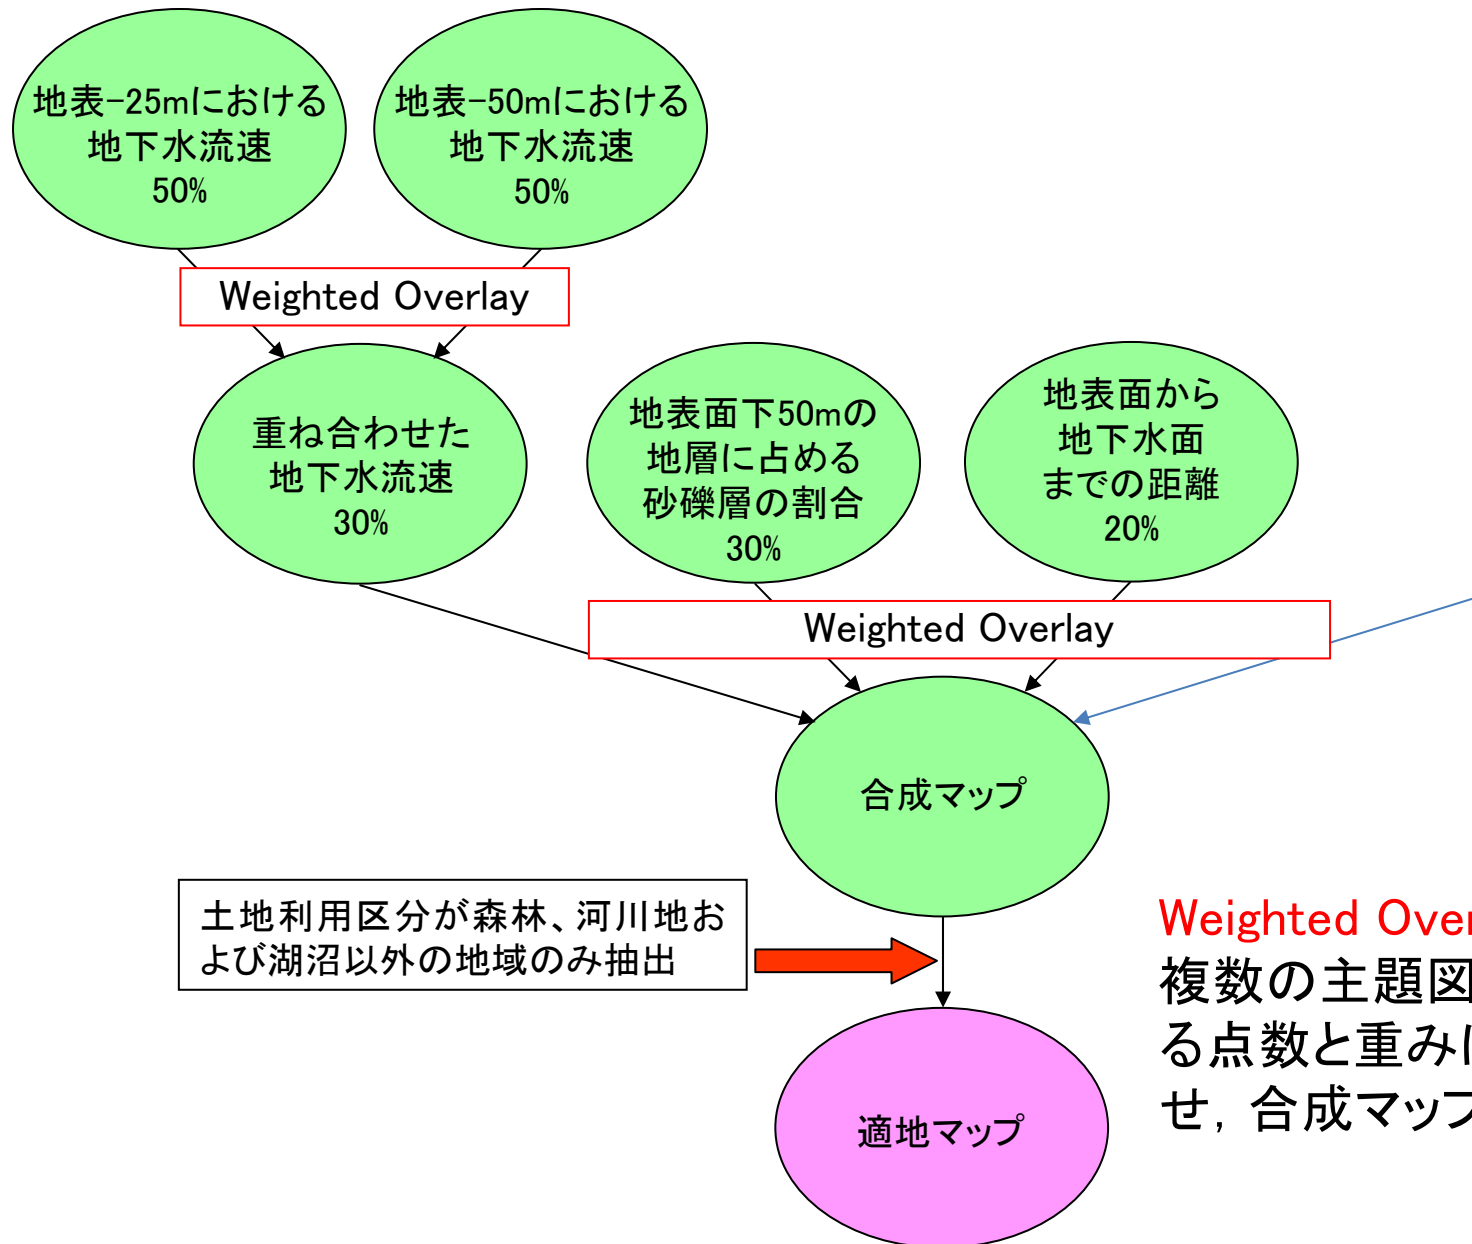 地表-25mにおける
地下水流速
50%
地表-50mにおける
地下水流速
50%
Weighted Overlay
重ね合わせた
地下水流速
30%
地表面下50mの
地層に占める
砂礫層の割合
30%
地表面から
地下水面
までの距離
20%
Weighted Overlay
合成マップ
土地利用区分が森林、河川地お
よび湖沼以外の地域のみ抽出
適地マップ
Weighted Over
複数の主題図
る点数と重み
せ，合成マップ